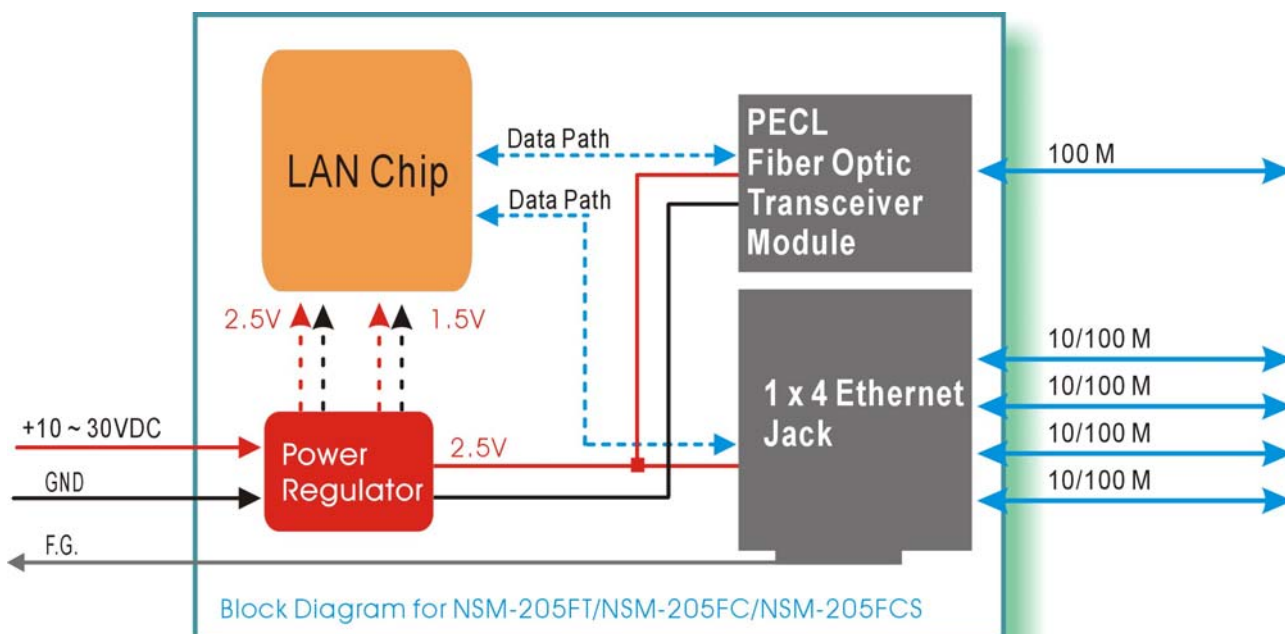 LAN Chip
Data Path
Data Path
PECL
Fiber Optic
Transceiver
Module
100 M
2.5V
1.5V
10/100 M
10/100 M
10/100 M
10/100 M
1 x 4 Ethernet
Jack
+10 ~ 30VDC
GND
F.G.
Power
Regulator
2.5V
Block Diagram for NSM-205FT/NSM-205FC/NSM-205FCS